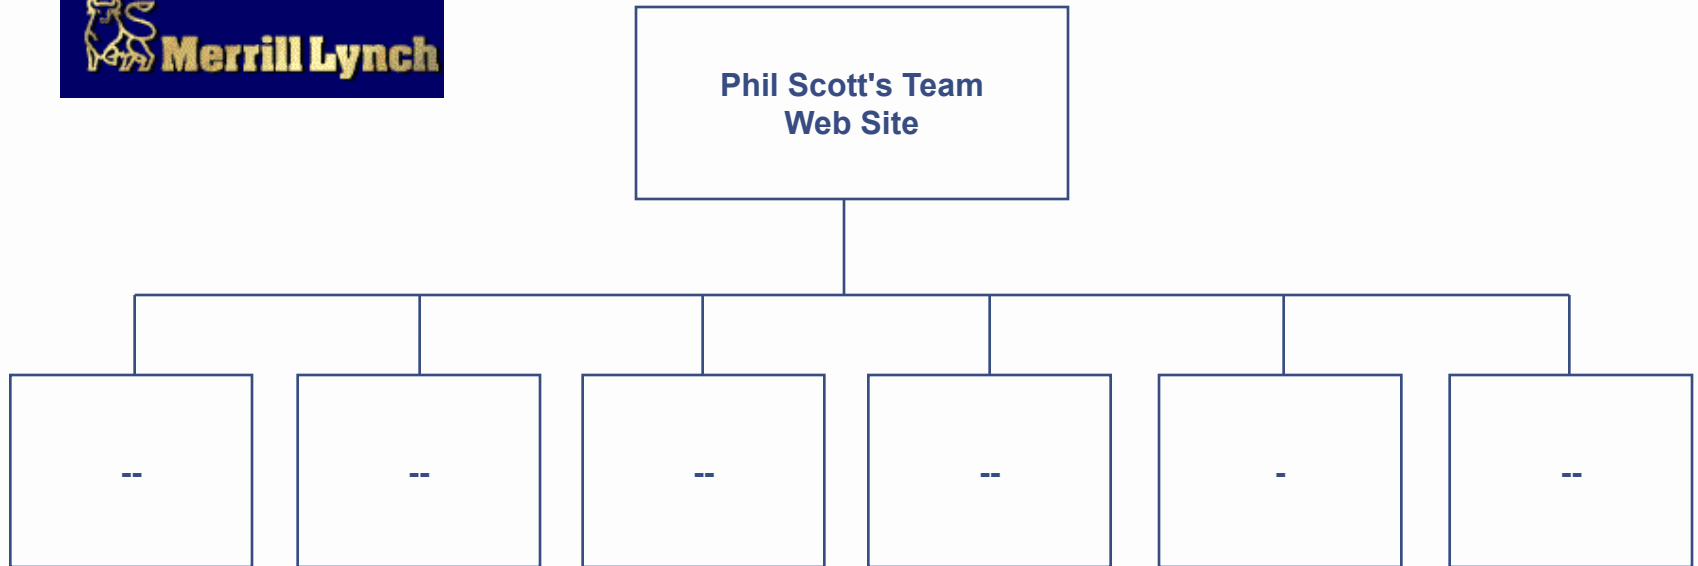 Merrill Lynch
Phil Scott's Team
Web Site
--
--
--
--
-
--